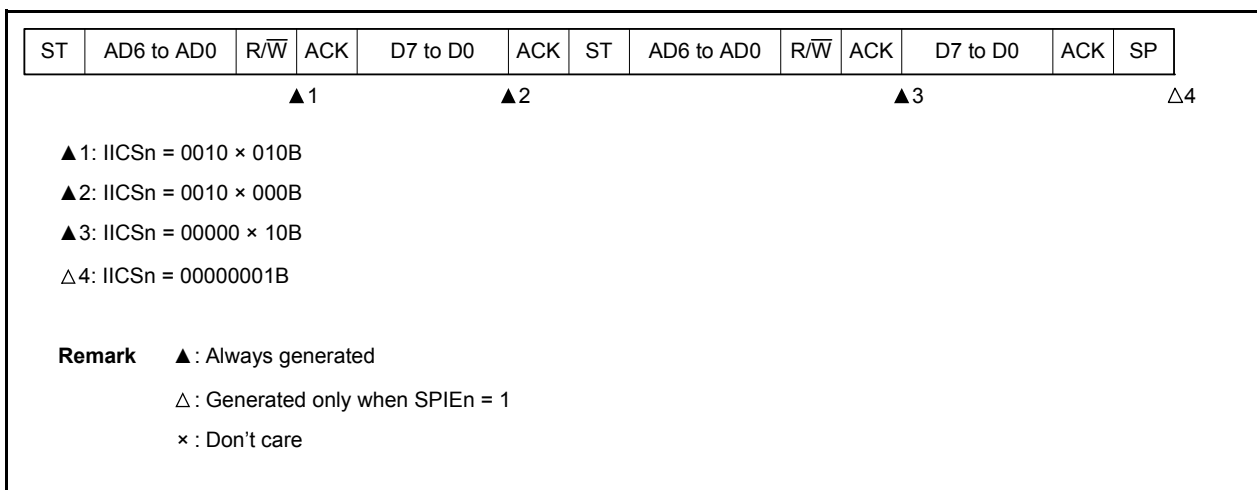 ST AD6 to AD0 R/W̅ ACK D7 to D0 ACK ST AD6 to AD0 R/W̅ ACK D7 to D0 ACK SP
▲1 ▲2 ▲3 △4
▲1: IICSn = 0010 × 010B
▲2: IICSn = 0010 × 000B
▲3: IICSn = 00000 × 10B
△4: IICSn = 00000001B
Remark ▲: Always generated
△: Generated only when SPIEn = 1
×: Don't care